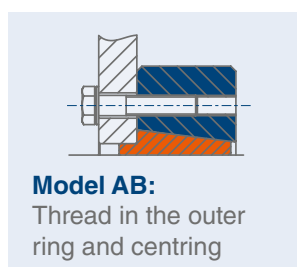 Model AB:
Thread in the outer
ring and centring